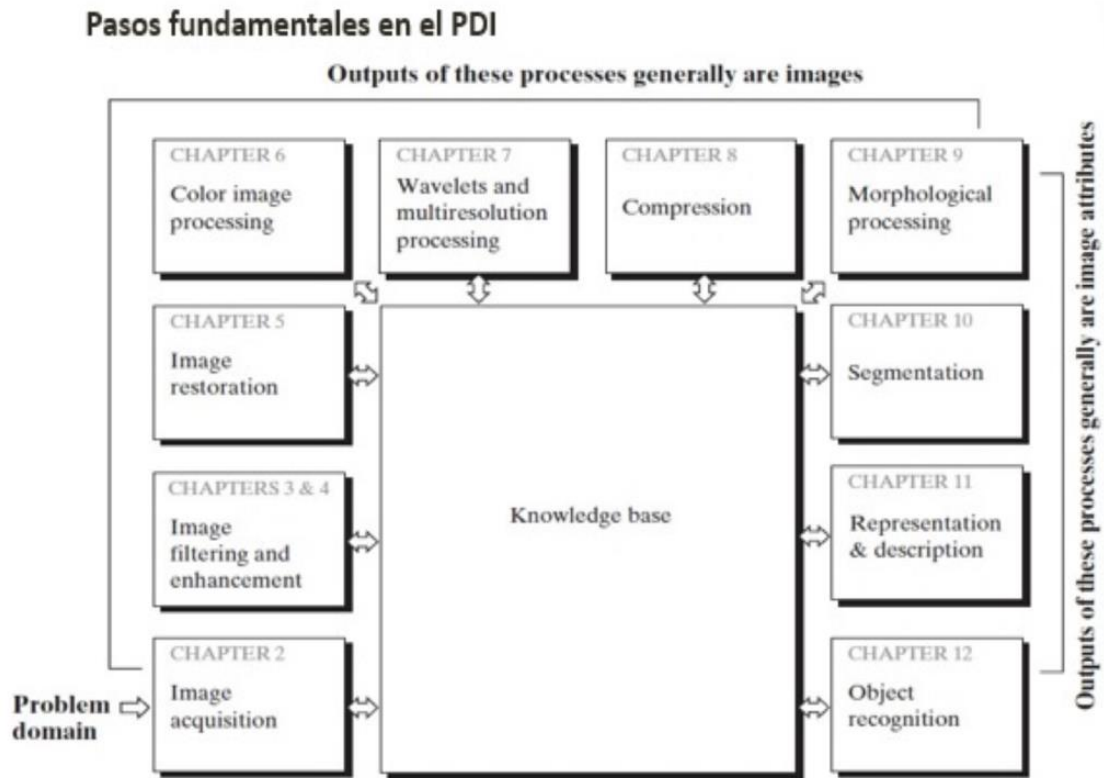 Pasos fundamentales en el PDI
Outputs of these processes generally are images
CHAPTER 6
Color image
processing
CHAPTER 7
Wavelets and
multiresolution
processing
CHAPTER 8
Compression
CHAPTER 9
Morphological
processing
CHAPTER 5
Image
restoration
CHAPTER 10
Segmentation
CHAPTERS 3 & 4
Image
filtering and
enhancement
Knowledge base
CHAPTER 11
Representation
& description
CHAPTER 2
Image
acquisition
Problem
domain
CHAPTER 12
Object
recognition
Outputs of these processes generally are image attributes